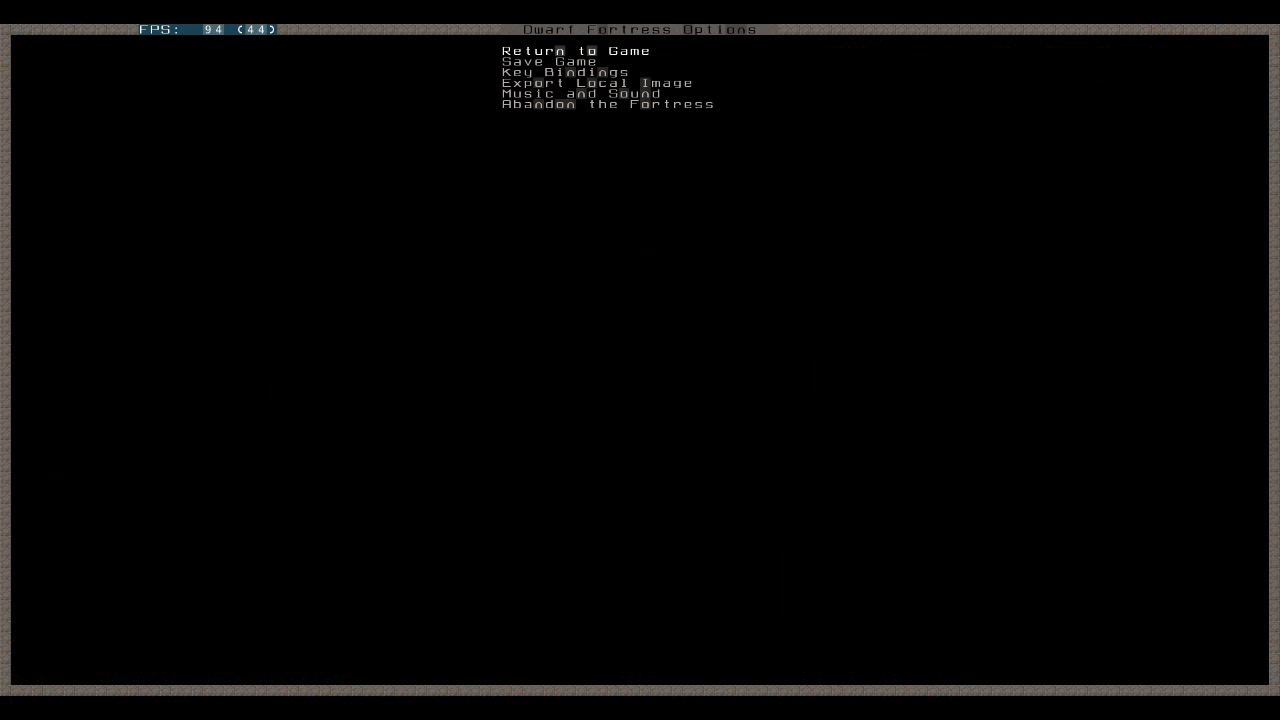 FPS: 94 (44) Dwarf Fortress Options
Return to Game
Save Game
Key Bindings
Export Local Image
Music and Sound
Abandon the Fortress